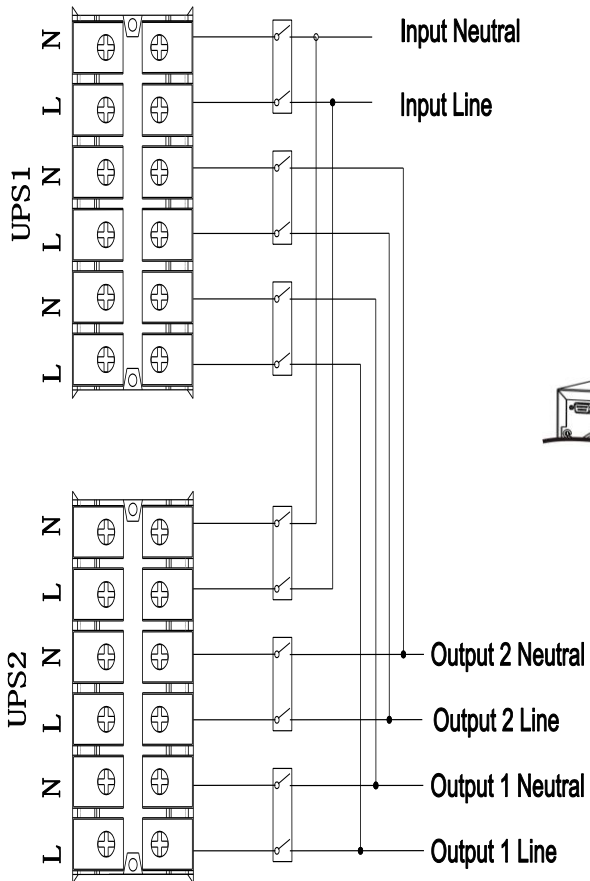 N
Input Neutral
L
Input Line
UPS1
N
L
N
L
N
L
UPS2
N
Output 2 Neutral
L
Output 2 Line
N
Output 1 Neutral
L
Output 1 Line